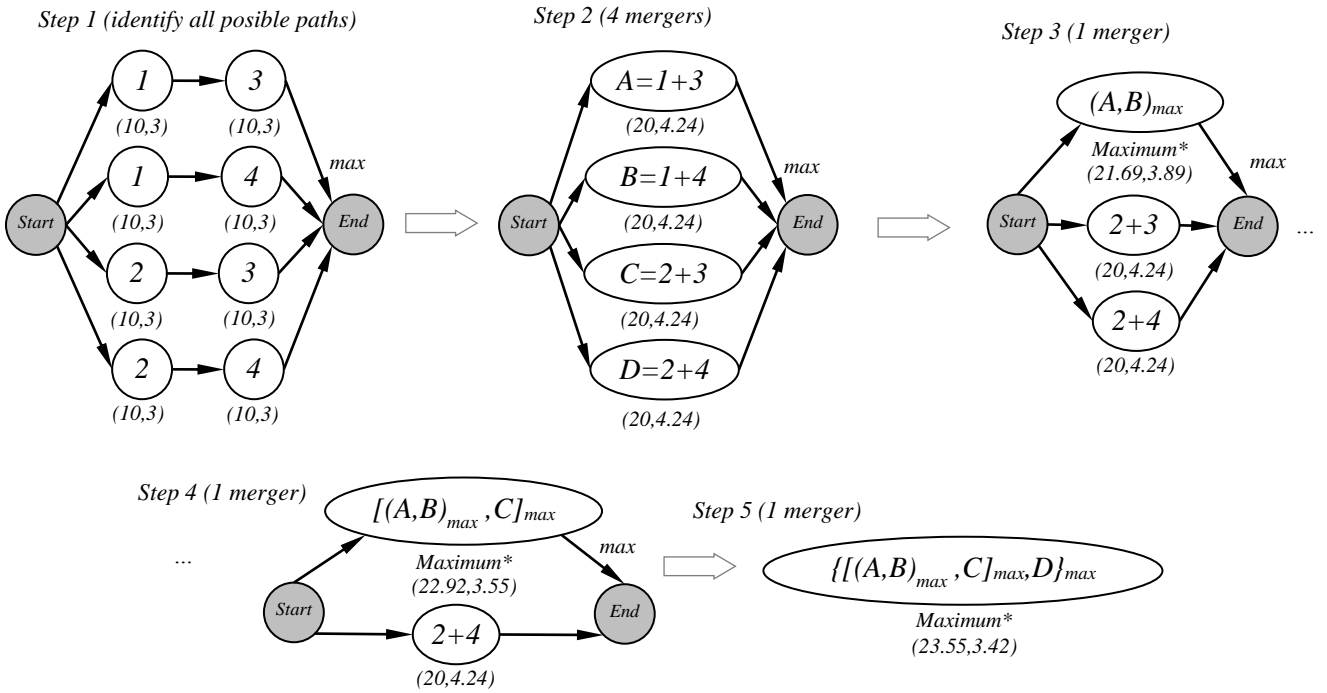 Step 1 (identify all posible paths)
Step 2 (4 mergers)
Step 3 (1 merger)
1
3
(10,3)
(10,3)
1
4
(10,3)
(10,3)
2
3
(10,3)
(10,3)
2
4
(10,3)
(10,3)
Start
max
End
A=1+3
(20,4.24)
B=1+4
(20,4.24)
C=2+3
(20,4.24)
D=2+4
(20,4.24)
Start
max
End
(A,B)max
Maximum*
(21.69,3.89)
2+3
(20,4.24)
2+4
(20,4.24)
Start
max
End
...
Step 4 (1 merger)
...
[(A,B)max ,C]max
Maximum*
(22.92,3.55)
max
Start
End
2+4
(20,4.24)
Step 5 (1 merger)
{[(A,B)max ,C]max,D}max
Maximum*
(23.55,3.42)